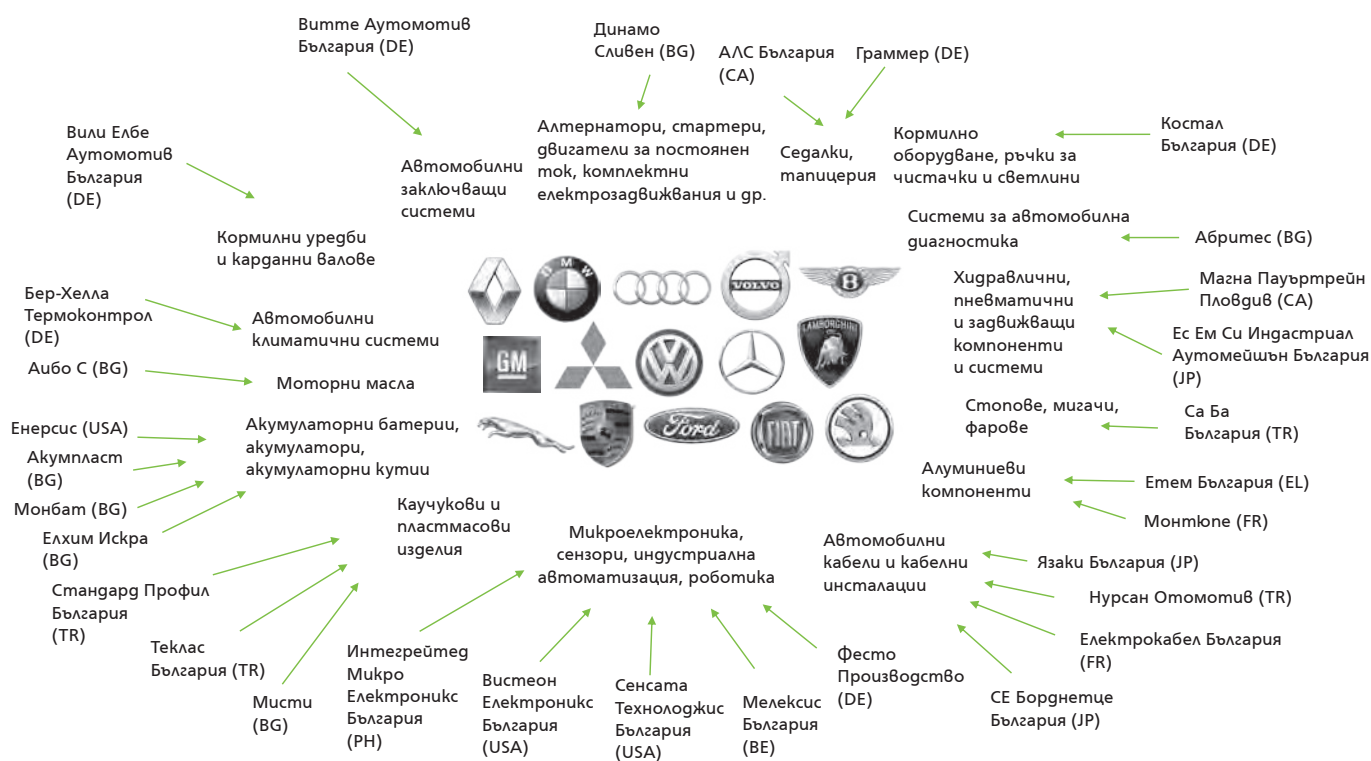 Витте Аутомотив
България (DE)
Динамо
Сливен (BG)
АЛС България
(CA)
Граммер (DE)
Вили Елбе
Аутомотив
България
(DE)
Автомобилни
заключващи
системи
Алтернатори, стартери,
двигатели за постоянен
ток, комплектни
електрозадвижвания и др.
Седалки,
тапицерия
Кормилно
оборудване, ръчки за
чистачки и светлини
Костал
България (DE)
Кормилни уредби
и карданни валове
Системи за автомобилна
диагностика
Абритес (BG)
Бер-Хелла
Термоконтрол
(DE)
Автомобилни
климатични системи
Хидравлични,
пневматични
и задвижващи
компоненти
и системи
Магна Пауъртрейн
Пловдив (CA)
Ес Ем Си Индастриал
Аутомейшън България
(JP)
Аибо С (BG)
Моторни масла
BMW
VOLVO
B
LAMBORGHINI
GM
Ford
FIAT
Стопове, мигачи,
фарове
Са Ба
България (TR)
Енерсис (USA)
Акумпласт
(BG)
Монбат (BG)
Елхим Искра
(BG)
Акумулаторни батерии,
акумулатори,
акумулаторни кутии
Алуминиеви
компоненти
Етем България (EL)
Монтюпе (FR)
Каучукови и
пластмасови
изделия
Стандард Профил
България
(TR)
Теклас
България (TR)
Мисти
(BG)
Микроелектроника,
сензори, индустриална
автоматизация, роботика
Интегрейтед
Микро
Електроникс
България
(PH)
Вистеон
Електроникс
България
(USA)
Сенсата
Технолоджис
България
(USA)
Мелексис
България
(BE)
Фесто
Производство
(DE)
Автомобилни
кабели и кабелни
инсталации
Язаки България (JP)
Нурсан Отомотив (TR)
Електрокабел България
(FR)
СЕ Борднетце
България (JP)